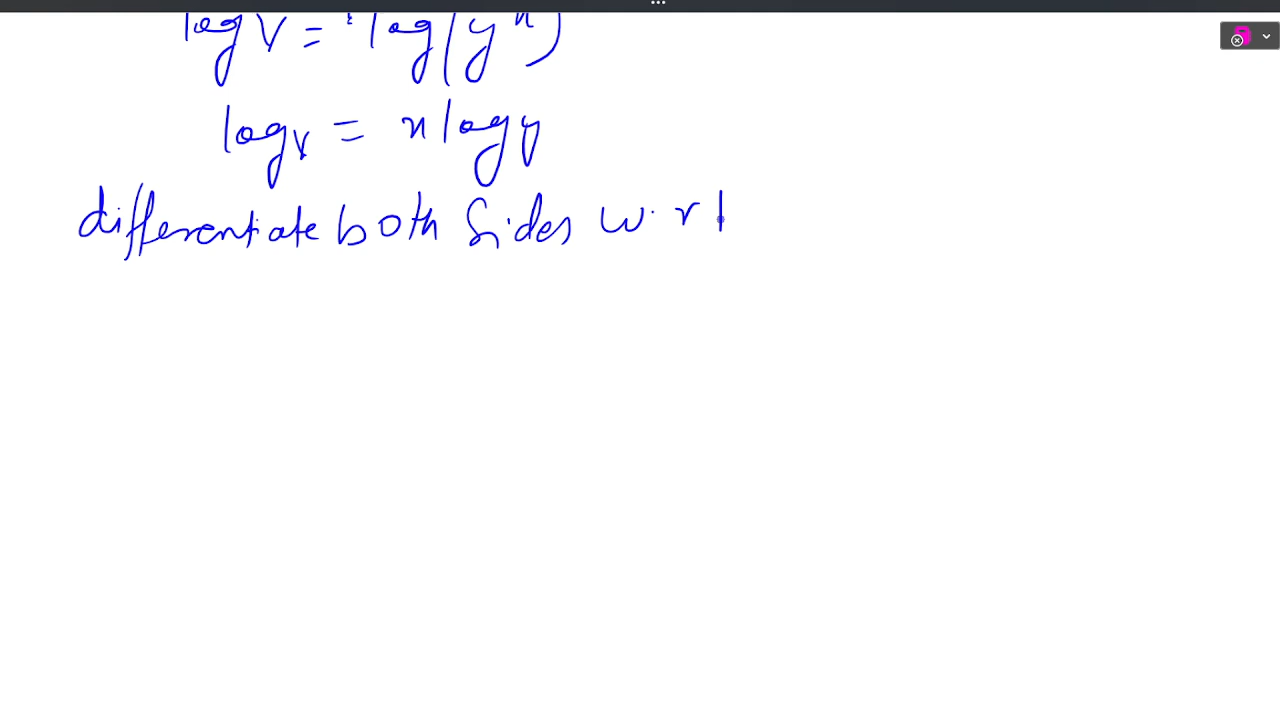 log v = log(y^x)
log v = x log y
differentiate both sides w.r t